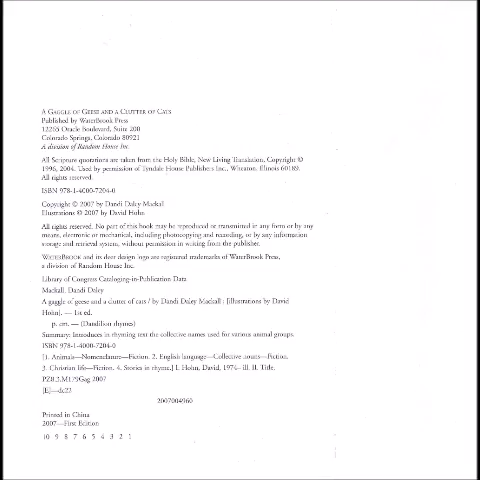 A GAGGLE OF GEESE AND A CLUTTER OF CATS
Published by WaterBrook Press
12265 Oracle Boulevard, Suite 200
Colorado Springs, Colorado 80921
A division of Random House Inc.
All Scripture quotations are taken from the Holy Bible, New Living Translation, Copyright ©
1996, 2004. Used by permission of Tyndale House Publishers Inc., Wheaton, Illinois 60189.
All rights reserved.
ISBN 978-1-4000-7204-0
Copyright © 2007 by Dandi Daley Mackall
Illustrations © 2007 by David Hohn
All rights reserved. No part of this book may be reproduced or transmitted in any form or by any
means, electronic or mechanical, including photocopying and recording, or by any information
storage and retrieval system, without permission in writing from the publisher.
WATERBROOK and its deer design logo are registered trademarks of WaterBrook Press,
a division of Random House Inc.
Library of Congress Cataloging-in-Publication Data
Mackall, Dandi Daley
A gaggle of geese and a clutter of cats / by Dandi Daley Mackall ; [illustrations by David
Hohn]. — 1st ed.
p. cm. — (Dandilion rhymes)
Summary: Introduces in rhyming text the collective names used for various animal groups.
ISBN 978-1-4000-7204-0
[1. Animals—Nomenclature—Fiction. 2. English language—Collective nouns—Fiction.
3. Christian life—Fiction. 4. Stories in rhyme.] I. Hohn, David, 1974– ill. II. Title.
PZ8.3.M179Gag 2007
[E]—dc22
2007004960
Printed in China
2007—First Edition
10 9 8 7 6 5 4 3 2 1